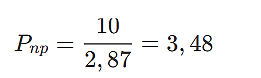 P_{np} = \frac{10}{2,87} = 3,48